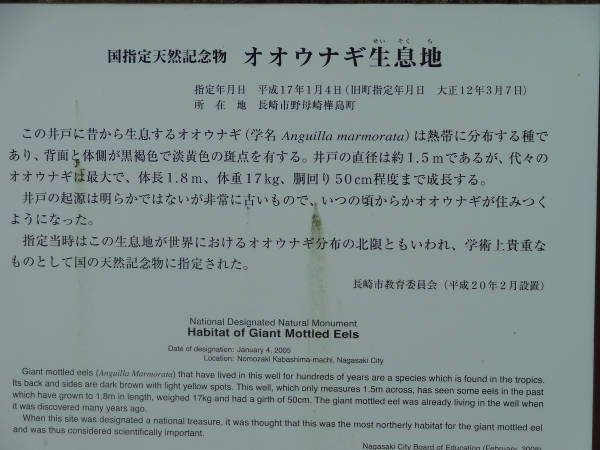 せい そく ち
国指定天然記念物 オオウナギ生息地
指定年月日 平成17年1月4日(旧町指定年月日 大正12年3月7日)
所在地 長崎市野母崎樺島町
この井戸に昔から生息するオオウナギ(学名 Anguilla marmorata)は熱帯に分布する種で
あり、背面と体側が黒褐色で淡黄色の斑点を有する。井戸の直径は約1.5mであるが、代々の
オオウナギは最大で、体長1.8m、体重17kg、胴回り50cm程度まで成長する。
井戸の起源は明らかではないが非常に古いもので、いつの頃からかオオウナギが住みつく
ようになった。
指定当時はこの生息地が世界におけるオオウナギ分布の北限ともいわれ、学術上貴重な
ものとして国の天然記念物に指定された。
長崎市教育委員会(平成20年2月設置)
National Designated Natural Monument
Habitat of Giant Mottled Eels
Date of designation: January 4, 2005
Location: Nomozaki Kabashima-machi, Nagasaki City
Giant mottled eels (Anguilla Marmorata) that have lived in this well for hundreds of years are a species which is found in the tropics.
Its back and sides are dark brown with light yellow spots. This well, which only measures 1.5m across, has seen some eels in the past
which have grown to 1.8m in length, weighed 17kg and had a girth of 50cm. The giant mottled eel was already living in the well when
it was discovered many years ago.
When this site was designated a national treasure, it was thought that this was the most northerly habitat for the giant mottled eel
and was thus considered scientifically important.
Nagasaki City Board of Education (February, 2008)